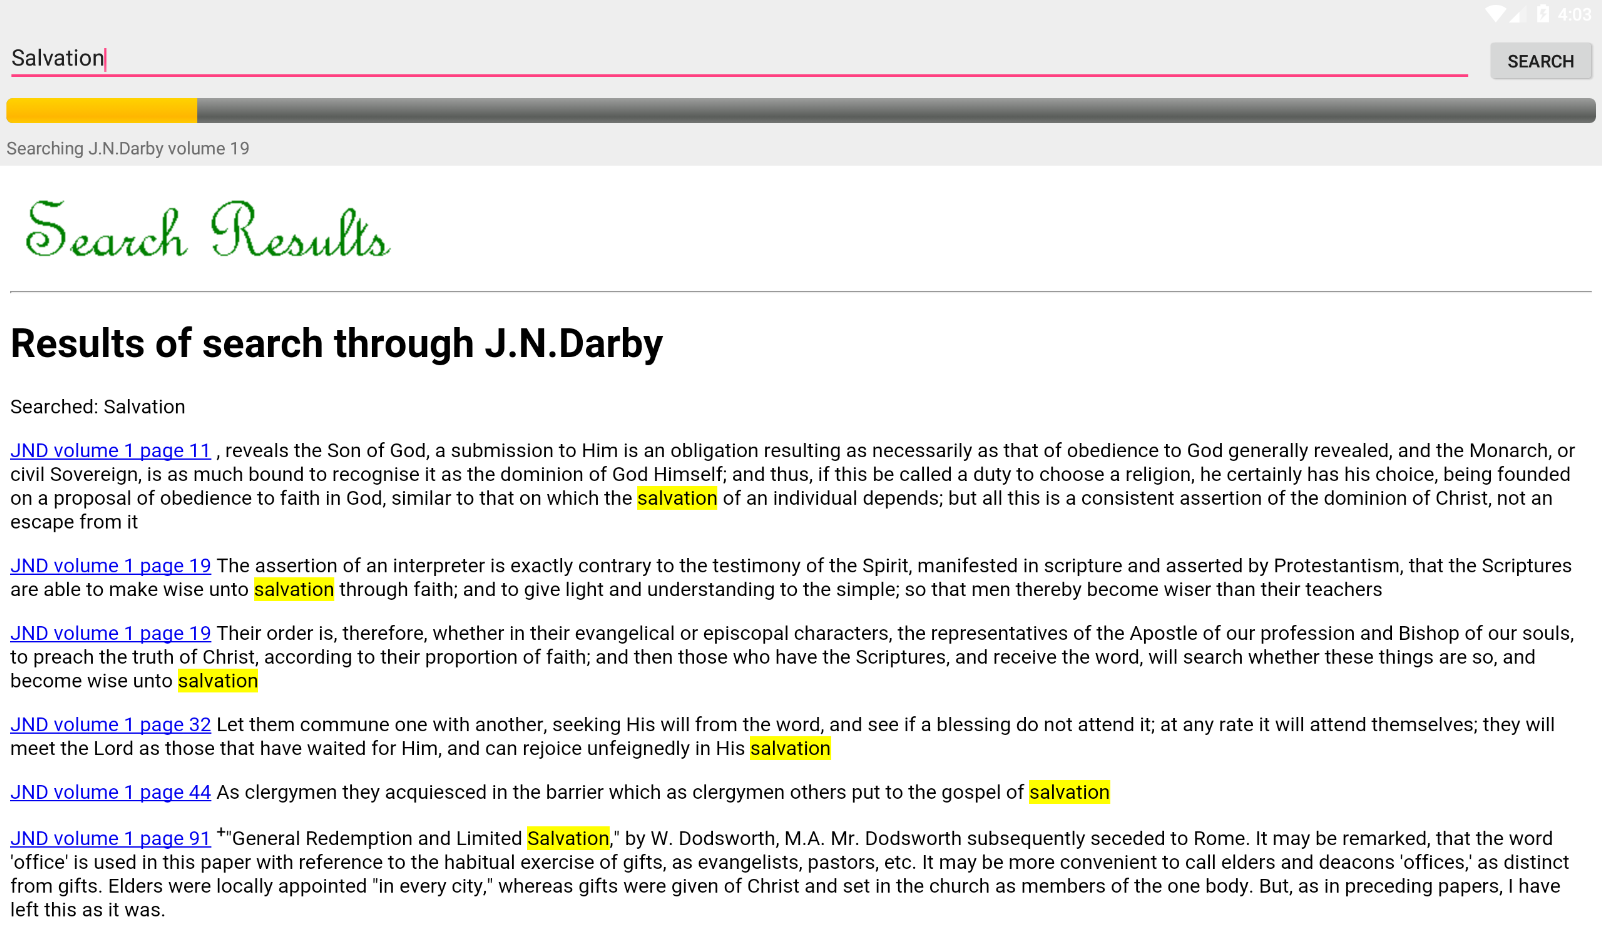 4:03
Salvation
SEARCH
Searching J.N.Darby volume 19
Search Results
Results of search through J.N.Darby
Searched: Salvation
JND volume 1 page 11 , reveals the Son of God, a submission to Him is an obligation resulting as necessarily as that of obedience to God generally revealed, and the Monarch, or
civil Sovereign, is as much bound to recognise it as the dominion of God Himself; and thus, if this be called a duty to choose a religion, he certainly has his choice, being founded
on a proposal of obedience to faith in God, similar to that on which the salvation of an individual depends; but all this is a consistent assertion of the dominion of Christ, not an
escape from it
JND volume 1 page 19 The assertion of an interpreter is exactly contrary to the testimony of the Spirit, manifested in scripture and asserted by Protestantism, that the Scriptures
are able to make wise unto salvation through faith; and to give light and understanding to the simple; so that men thereby become wiser than their teachers
JND volume 1 page 19 Their order is, therefore, whether in their evangelical or episcopal characters, the representatives of the Apostle of our profession and Bishop of our souls,
to preach the truth of Christ, according to their proportion of faith; and then those who have the Scriptures, and receive the word, will search whether these things are so, and
become wise unto salvation
JND volume 1 page 32 Let them commune one with another, seeking His will from the word, and see if a blessing do not attend it; at any rate it will attend themselves; they will
meet the Lord as those that have waited for Him, and can rejoice unfeignedly in His salvation
JND volume 1 page 44 As clergymen they acquiesced in the barrier which as clergymen others put to the gospel of salvation
JND volume 1 page 91 +"General Redemption and Limited Salvation," by W. Dodsworth, M.A. Mr. Dodsworth subsequently seceded to Rome. It may be remarked, that the word
'office' is used in this paper with reference to the habitual exercise of gifts, as evangelists, pastors, etc. It may be more convenient to call elders and deacons 'offices,' as distinct
from gifts. Elders were locally appointed "in every city," whereas gifts were given of Christ and set in the church as members of the one body. But, as in preceding papers, I have
left this as it was.